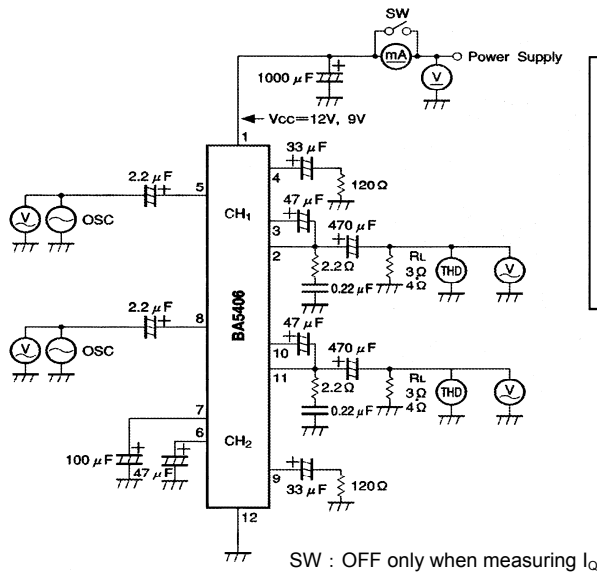 SW
mA
Power Supply
V
1000 μF +
Vcc=12V, 9V
1
33 μF
+
4
120Ω
2.2 μF
+
5
V
OSC
CH1
47 μF
+
3
470 μF
+
2
2.2Ω
0.22 μF
RL
3Ω
4Ω
THD
V
BA5406
2.2 μF
+
8
V
OSC
47 μF
+
10
470 μF
+
11
2.2Ω
0.22 μF
RL
3Ω
4Ω
THD
V
7
6
+
+
100 μF
47 μF
CH2
9
+
33 μF
120Ω
12
SW : OFF only when measuring IQ